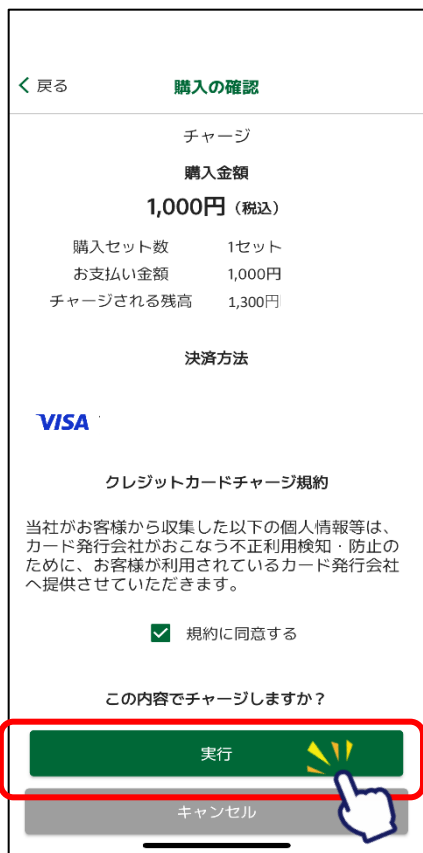 戻る 購入の確認
チャージ
購入金額
1,000円（税込）
購入セット数 1セット
お支払い金額 1,000円
チャージされる残高 1,300円
決済方法
VISA
クレジットカードチャージ規約
当社がお客様から収集した以下の個人情報等は、
カード発行会社がおこなう不正利用検知・防止の
ために、お客様が利用されているカード発行会社
へ提供させていただきます。
規約に同意する
この内容でチャージしますか？
実行
キャンセル